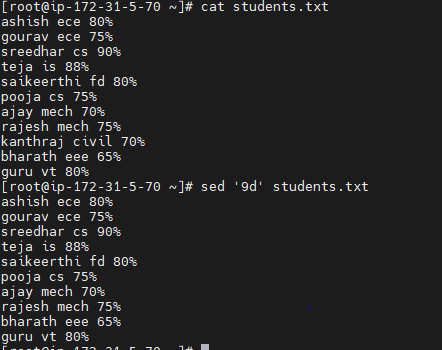 [root@ip-172-31-5-70 ~]# cat students.txt
ashish ece 80%
gourav ece 75%
sreedhar cs 90%
teja is 88%
saikeerthi fd 80%
pooja cs 75%
ajay mech 70%
rajesh mech 75%
kanthraj civil 70%
bharath eee 65%
guru vt 80%
[root@ip-172-31-5-70 ~]# sed '9d' students.txt
ashish ece 80%
gourav ece 75%
sreedhar cs 90%
teja is 88%
saikeerthi fd 80%
pooja cs 75%
ajay mech 70%
rajesh mech 75%
bharath eee 65%
guru vt 80%
[root@ip-172-31-5-70 ~]#